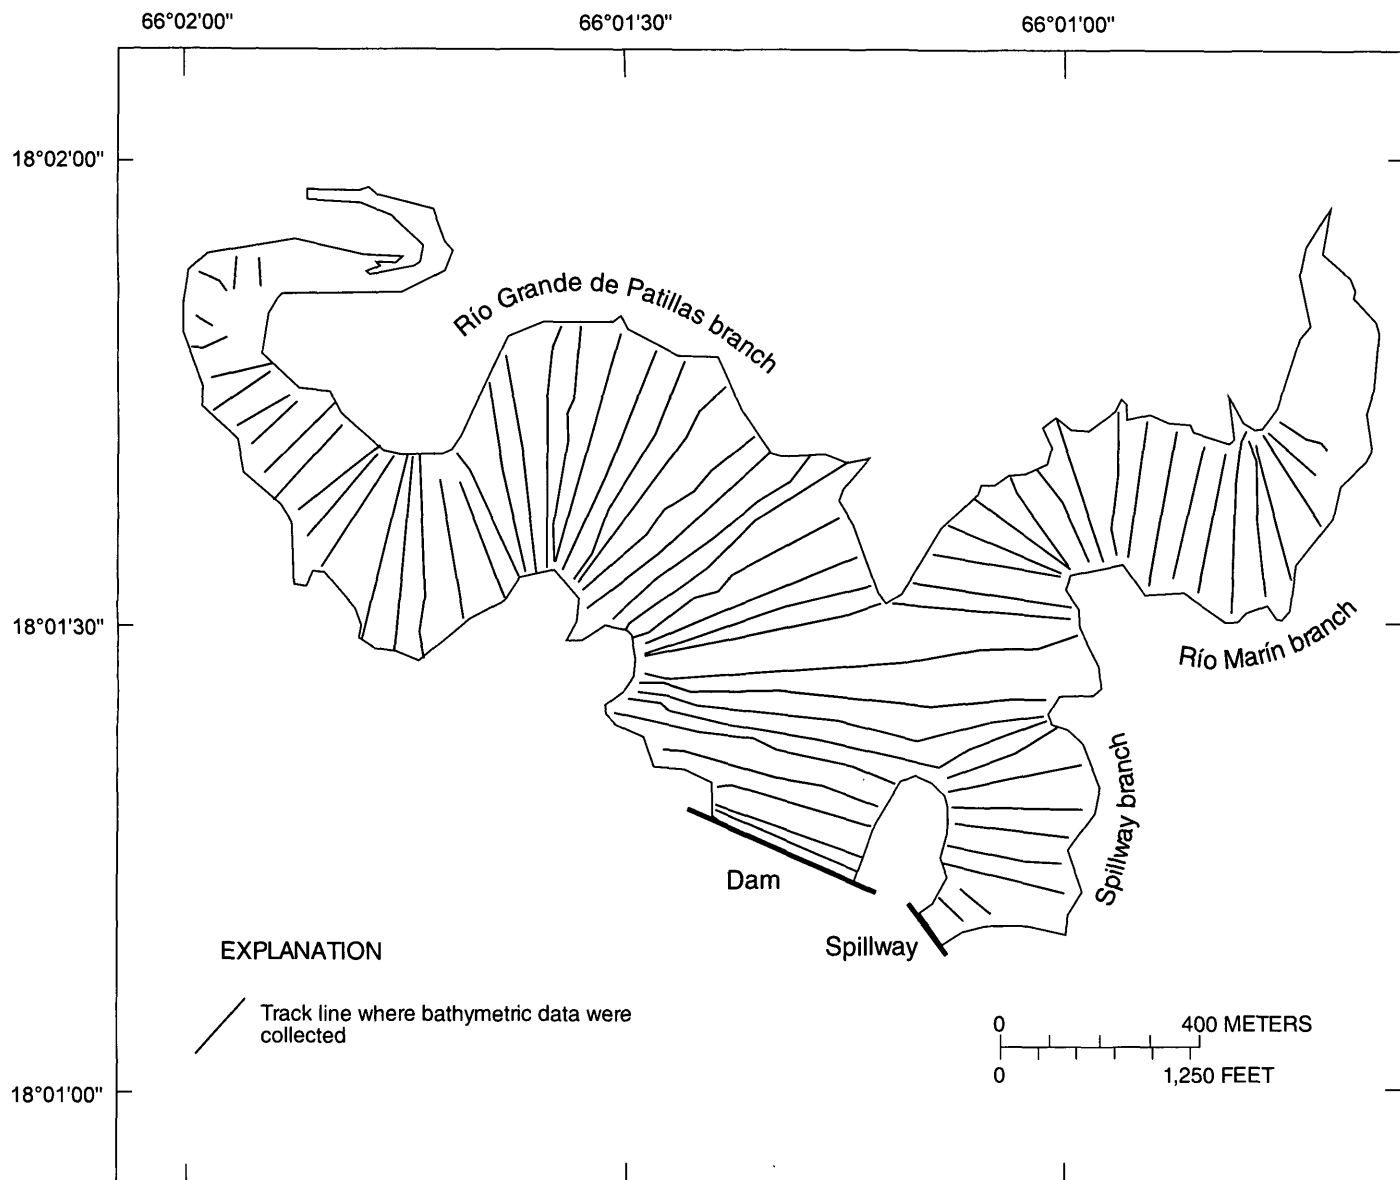 66°02'00"
66°01'30"
66°01'00"
18°02'00"
Río Grande de Patillas branch
18°01'30"
Río Marín branch
Spillway branch
Dam
Spillway
EXPLANATION
Track line where bathymetric data were
collected
0 400 METERS
0 1,250 FEET
18°01'00"